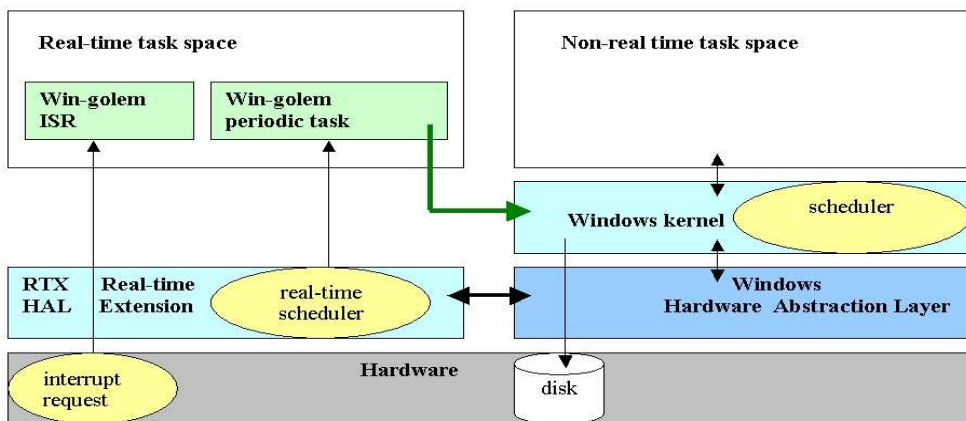 Real-time task space
Non-real time task space
Win-golem
ISR
Win-golem
periodic task
Windows kernel
scheduler
RTX Real-time
HAL Extension
real-time
scheduler
Windows
Hardware Abstraction Layer
Hardware
interrupt
request
disk